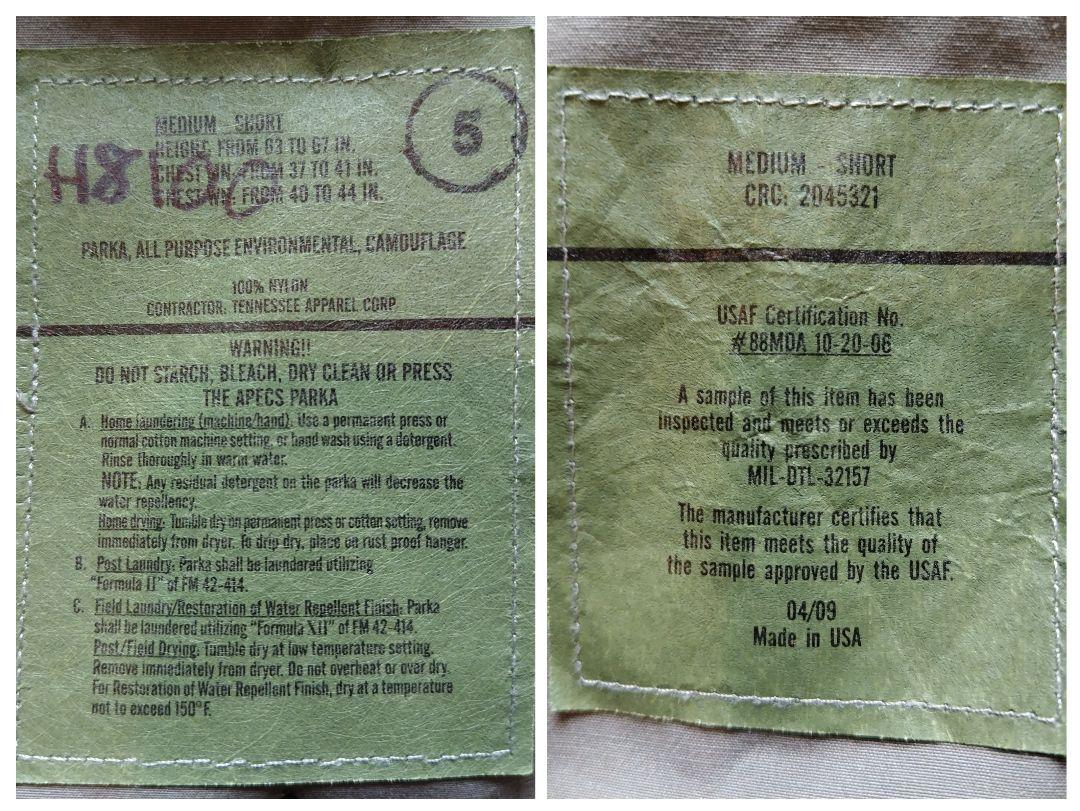 5
MEDIUM - SHORT
HEIGHT: FROM 63 TO 67 IN.
CHEST MN: FROM 37 TO 41 IN.
CHEST WN: FROM 40 TO 44 IN.
H8
PARKA, ALL PURPOSE ENVIRONMENTAL, CAMOUFLAGE
100% NYLON
CONTRACTOR: TENNESSEE APPAREL CORP
WARNING!!
DO NOT STARCH, BLEACH, DRY CLEAN OR PRESS
THE APECS PARKA
A. Home laundering (machine/hand). Use a permanent press or
normal cotton machine setting, or hand wash using a detergent.
Rinse thoroughly in warm water.
NOTE: Any residual detergent on the parka will decrease the
water repellency.
Home drying: Tumble dry on permanent press or cotton setting, remove
immediately from dryer. To drip dry, place on rust proof hanger.
B. Post Laundry: Parka shall be laundered utilizing
"Formula II" of FM 42-414.
C. Field Laundry/Restoration of Water Repellent Finish: Parka
shall be laundered utilizing "Formula XII" of FM 42-414.
Post/Field Drying: Tumble dry at low temperature setting.
Remove immediately from dryer. Do not overheat or over dry.
For Restoration of Water Repellent Finish, dry at a temperature
not to exceed 150°F.
MEDIUM - SHORT
CRC: 2045321
USAF Certification No.
#88MDA 10-20-06
A sample of this item has been
inspected and meets or exceeds the
quality prescribed by
MIL-DTL-32157
The manufacturer certifies that
this item meets the quality of
the sample approved by the USAF.
04/09
Made in USA